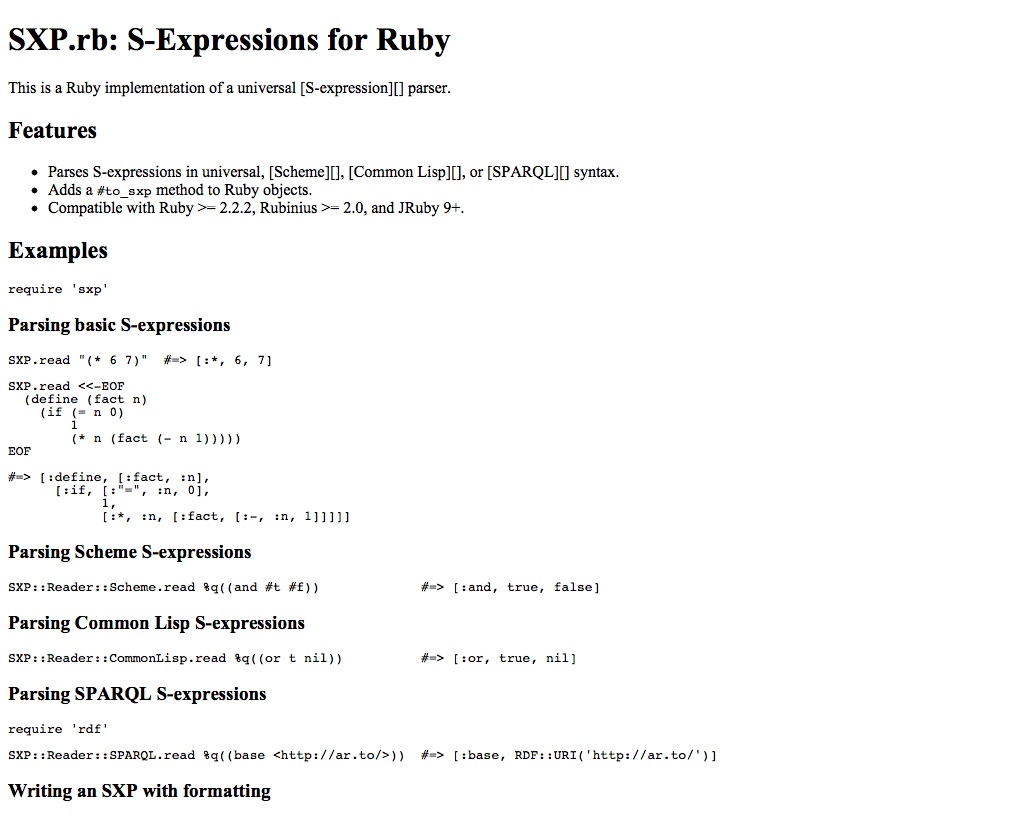 SXP.rb: S-Expressions for Ruby
This is a Ruby implementation of a universal [S-expression][] parser.
Features
• Parses S-expressions in universal, [Scheme][], [Common Lisp][], or [SPARQL][] syntax.
• Adds a #to_sxp method to Ruby objects.
• Compatible with Ruby >= 2.2.2, Rubinius >= 2.0, and JRuby 9+.
Examples
require 'sxp'
Parsing basic S-expressions
SXP.read "(* 6 7)"  #=> [:*, 6, 7]
SXP.read <<-EOF
  (define (fact n)
    (if (= n 0)
        1
        (* n (fact (- n 1)))))
EOF
#=> [:define, [:fact, :n],
      [:if, [:"=", :n, 0],
            1,
            [:*, :n, [:fact, [:-, :n, 1]]]]]
Parsing Scheme S-expressions
SXP::Reader::Scheme.read %q((and #t #f))             #=> [:and, true, false]
Parsing Common Lisp S-expressions
SXP::Reader::CommonLisp.read %q((or t nil))          #=> [:or, true, nil]
Parsing SPARQL S-expressions
require 'rdf'
SXP::Reader::SPARQL.read %q((base <http://ar.to/>))  #=> [:base, RDF::URI('http://ar.to/')]
Writing an SXP with formatting